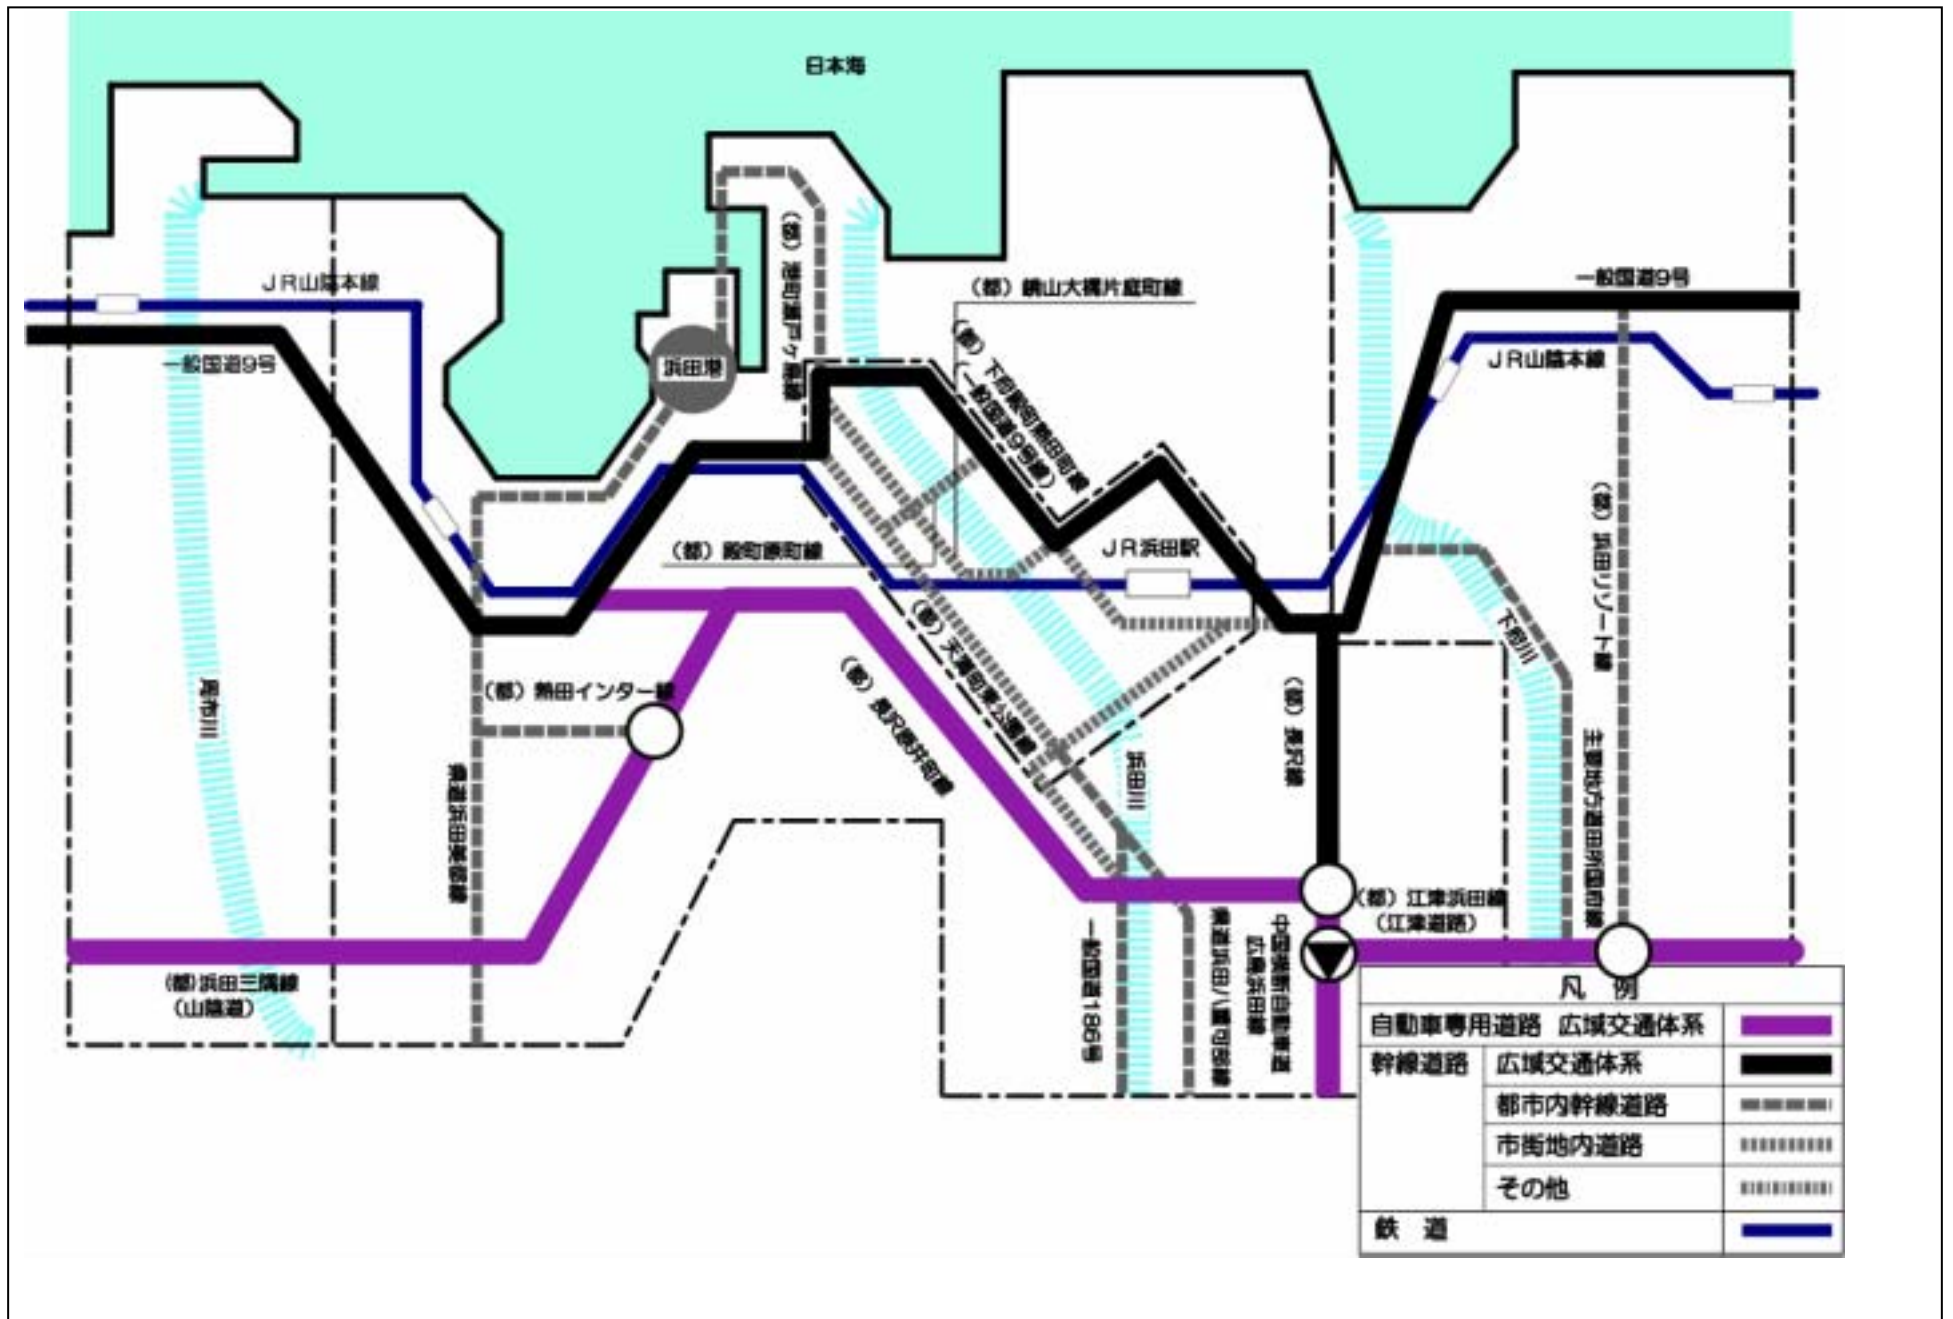 日本海
JR山陰本線
一般国道9号
浜田港
(都)港町瀬戸ヶ島線
(都)鏡山大橋片庭町線
(都)下府殿町熱田町線
(一般国道9号線)
一般国道9号
JR山陰本線
(都)殿町原町線
JR浜田駅
(都)浜田リゾート線
下府川
(都)天満町東公園線
(都)熱田インター線
周布川
(都)長沢原井町線
(都)長沢線
浜田川
主要地方道田所国府線
県道浜田美都線
(都)江津浜田線
(江津道路)
一般国道186号
県道浜田八重可部線
中国横断自動車道
広島浜田線
(都)浜田三隅線
(山陰道)
凡 例
自動車専用道路 広域交通体系
幹線道路 広域交通体系
都市内幹線道路
市街地内道路
その他
鉄 道